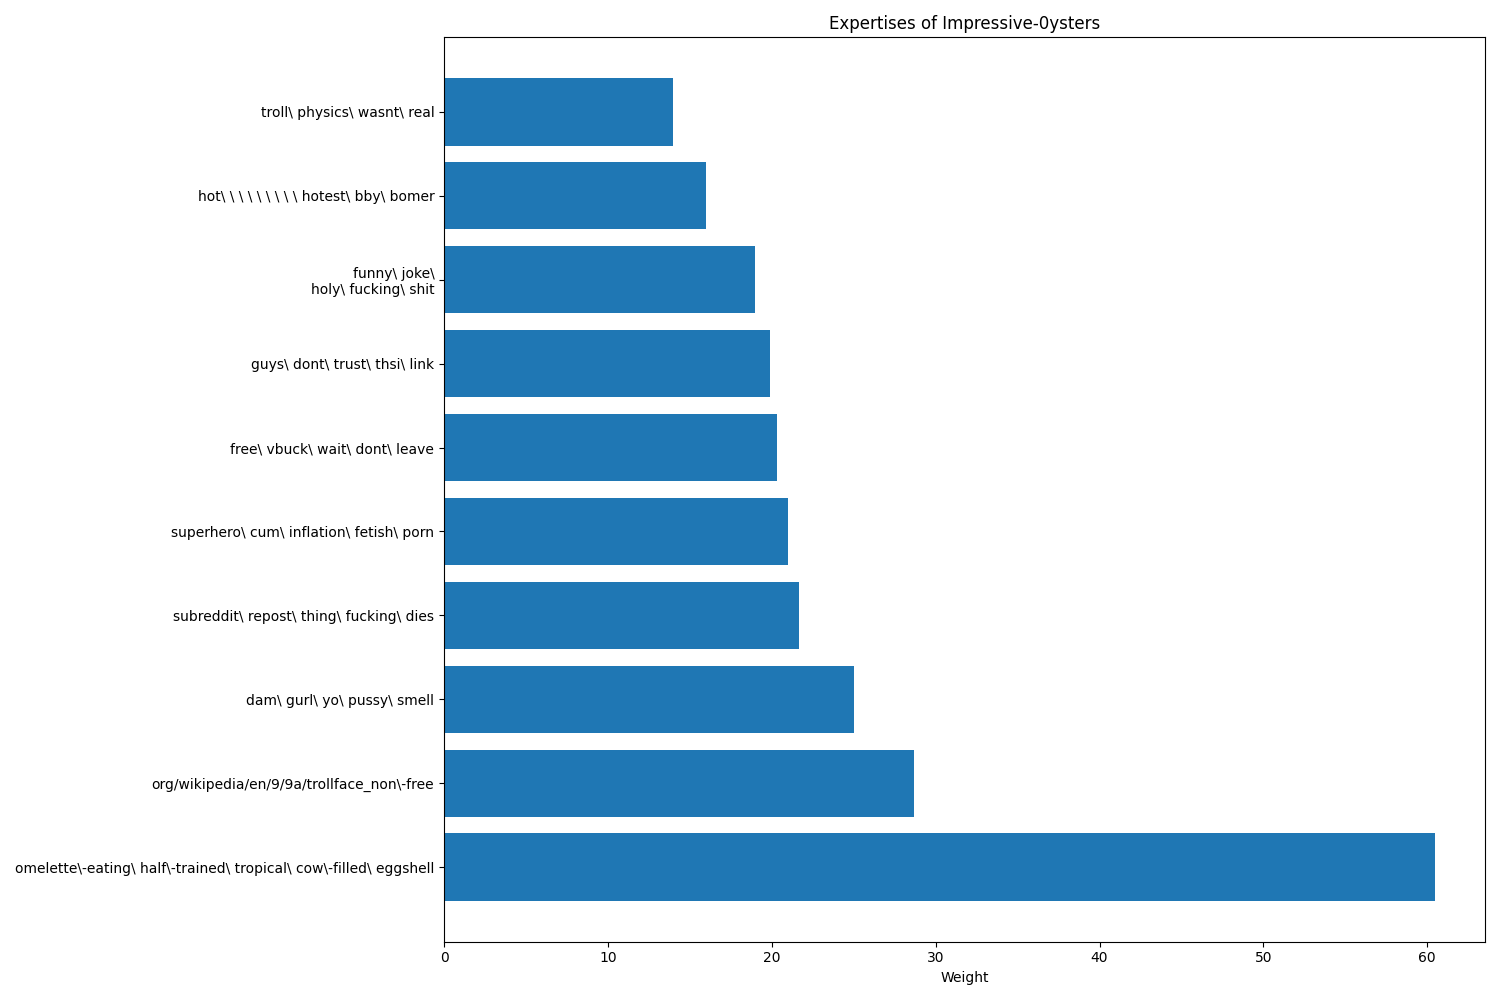 Expertises of Impressive-0ysters
troll\ physics\ wasnt\ real
hot\ \ \ \ \ \ \ \ \ hotest\ bby\ bomer
funny\ joke\
holy\ fucking\ shit
guys\ dont\ trust\ thsi\ link
free\ vbuck\ wait\ dont\ leave
superhero\ cum\ inflation\ fetish\ porn
subreddit\ repost\ thing\ fucking\ dies
dam\ gurl\ yo\ pussy\ smell
org/wikipedia/en/9/9a/trollface_non\-free
omelette\-eating\ half\-trained\ tropical\ cow\-filled\ eggshell
0 10 20 30 40 50 60
Weight